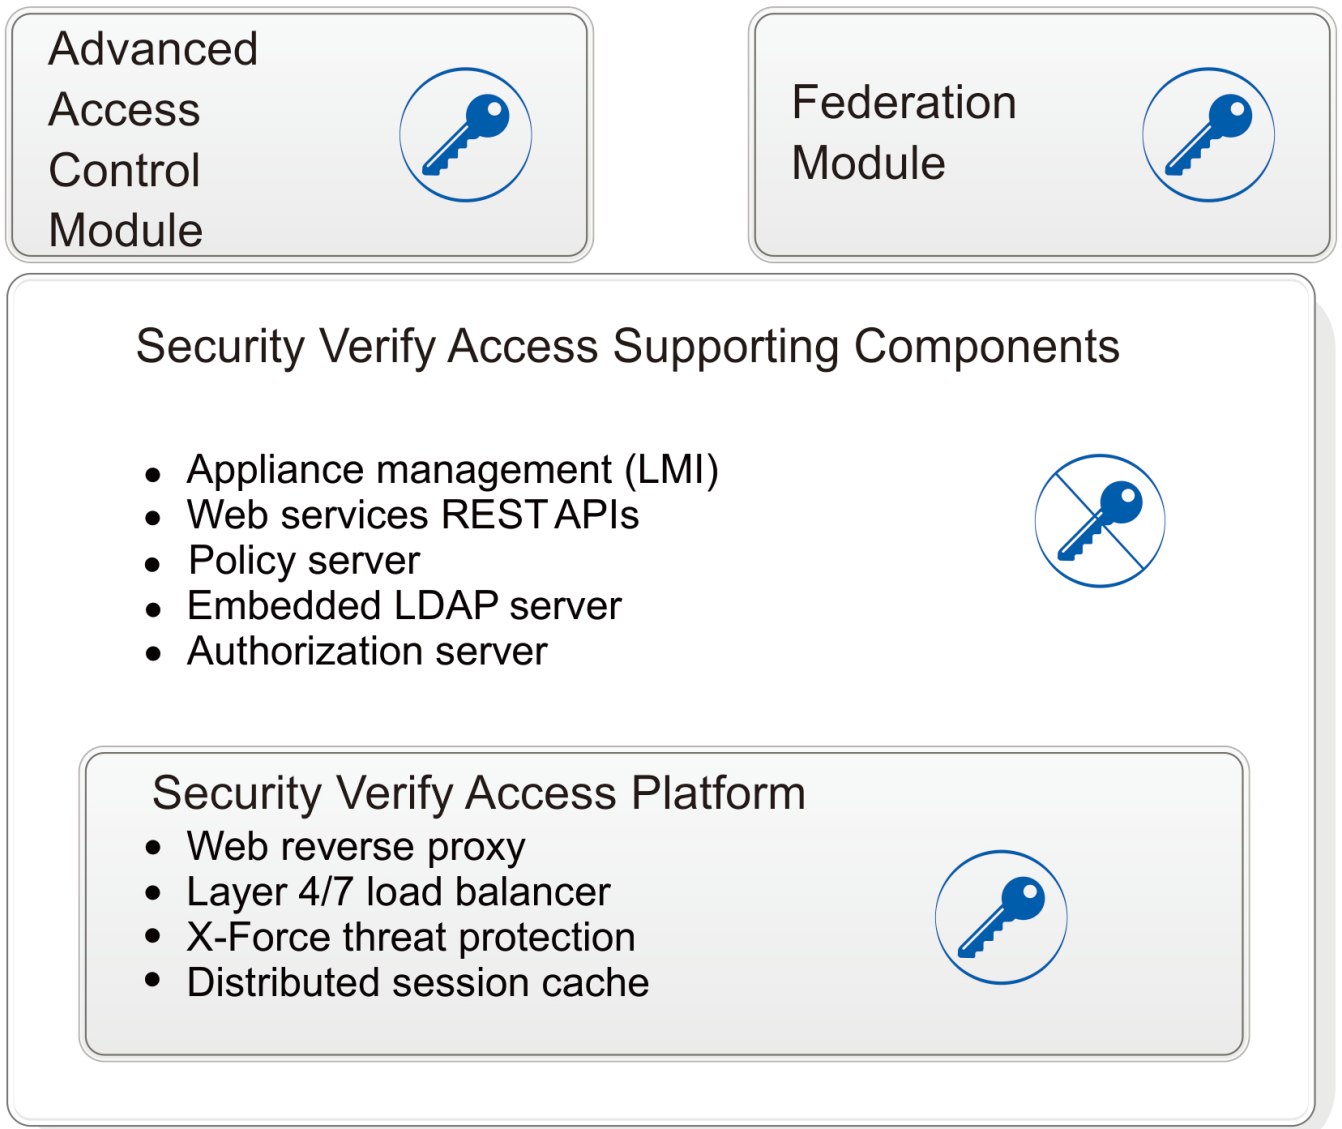 Advanced
Access
Control
Module
Federation
Module
Security Verify Access Supporting Components
• Appliance management (LMI)
• Web services REST APIs
• Policy server
• Embedded LDAP server
• Authorization server
Security Verify Access Platform
• Web reverse proxy
• Layer 4/7 load balancer
• X-Force threat protection
• Distributed session cache